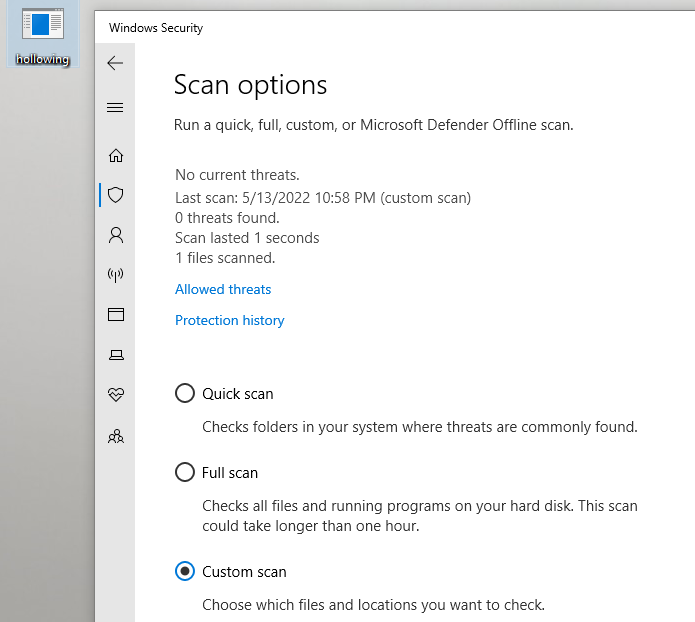 hollowing
Windows Security
Scan options
Run a quick, full, custom, or Microsoft Defender Offline scan.
No current threats.
Last scan: 5/13/2022 10:58 PM (custom scan)
0 threats found.
Scan lasted 1 seconds
1 files scanned.
Allowed threats
Protection history
Quick scan
Checks folders in your system where threats are commonly found.
Full scan
Checks all files and running programs on your hard disk. This scan
could take longer than one hour.
Custom scan
Choose which files and locations you want to check.